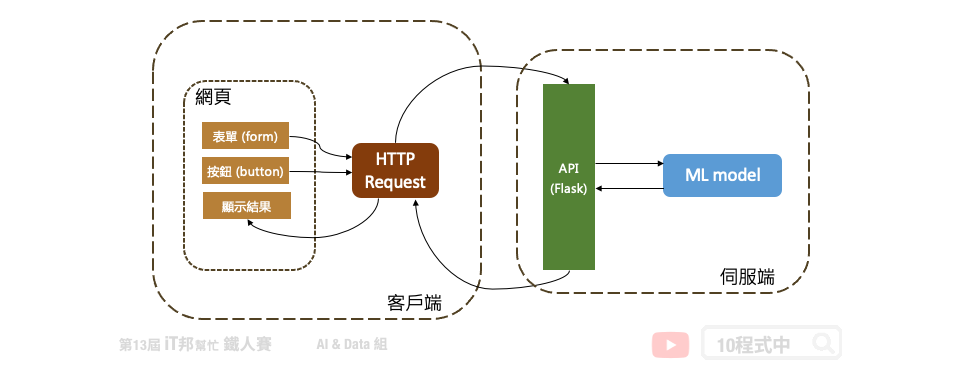 網頁
表單 (form)
按鈕 (button)
顯示結果
HTTP
Request
客戶端
API
(Flask)
ML model
伺服端
第13屆 iT邦幫忙 鐵人賽
AI & Data 組
10程式中